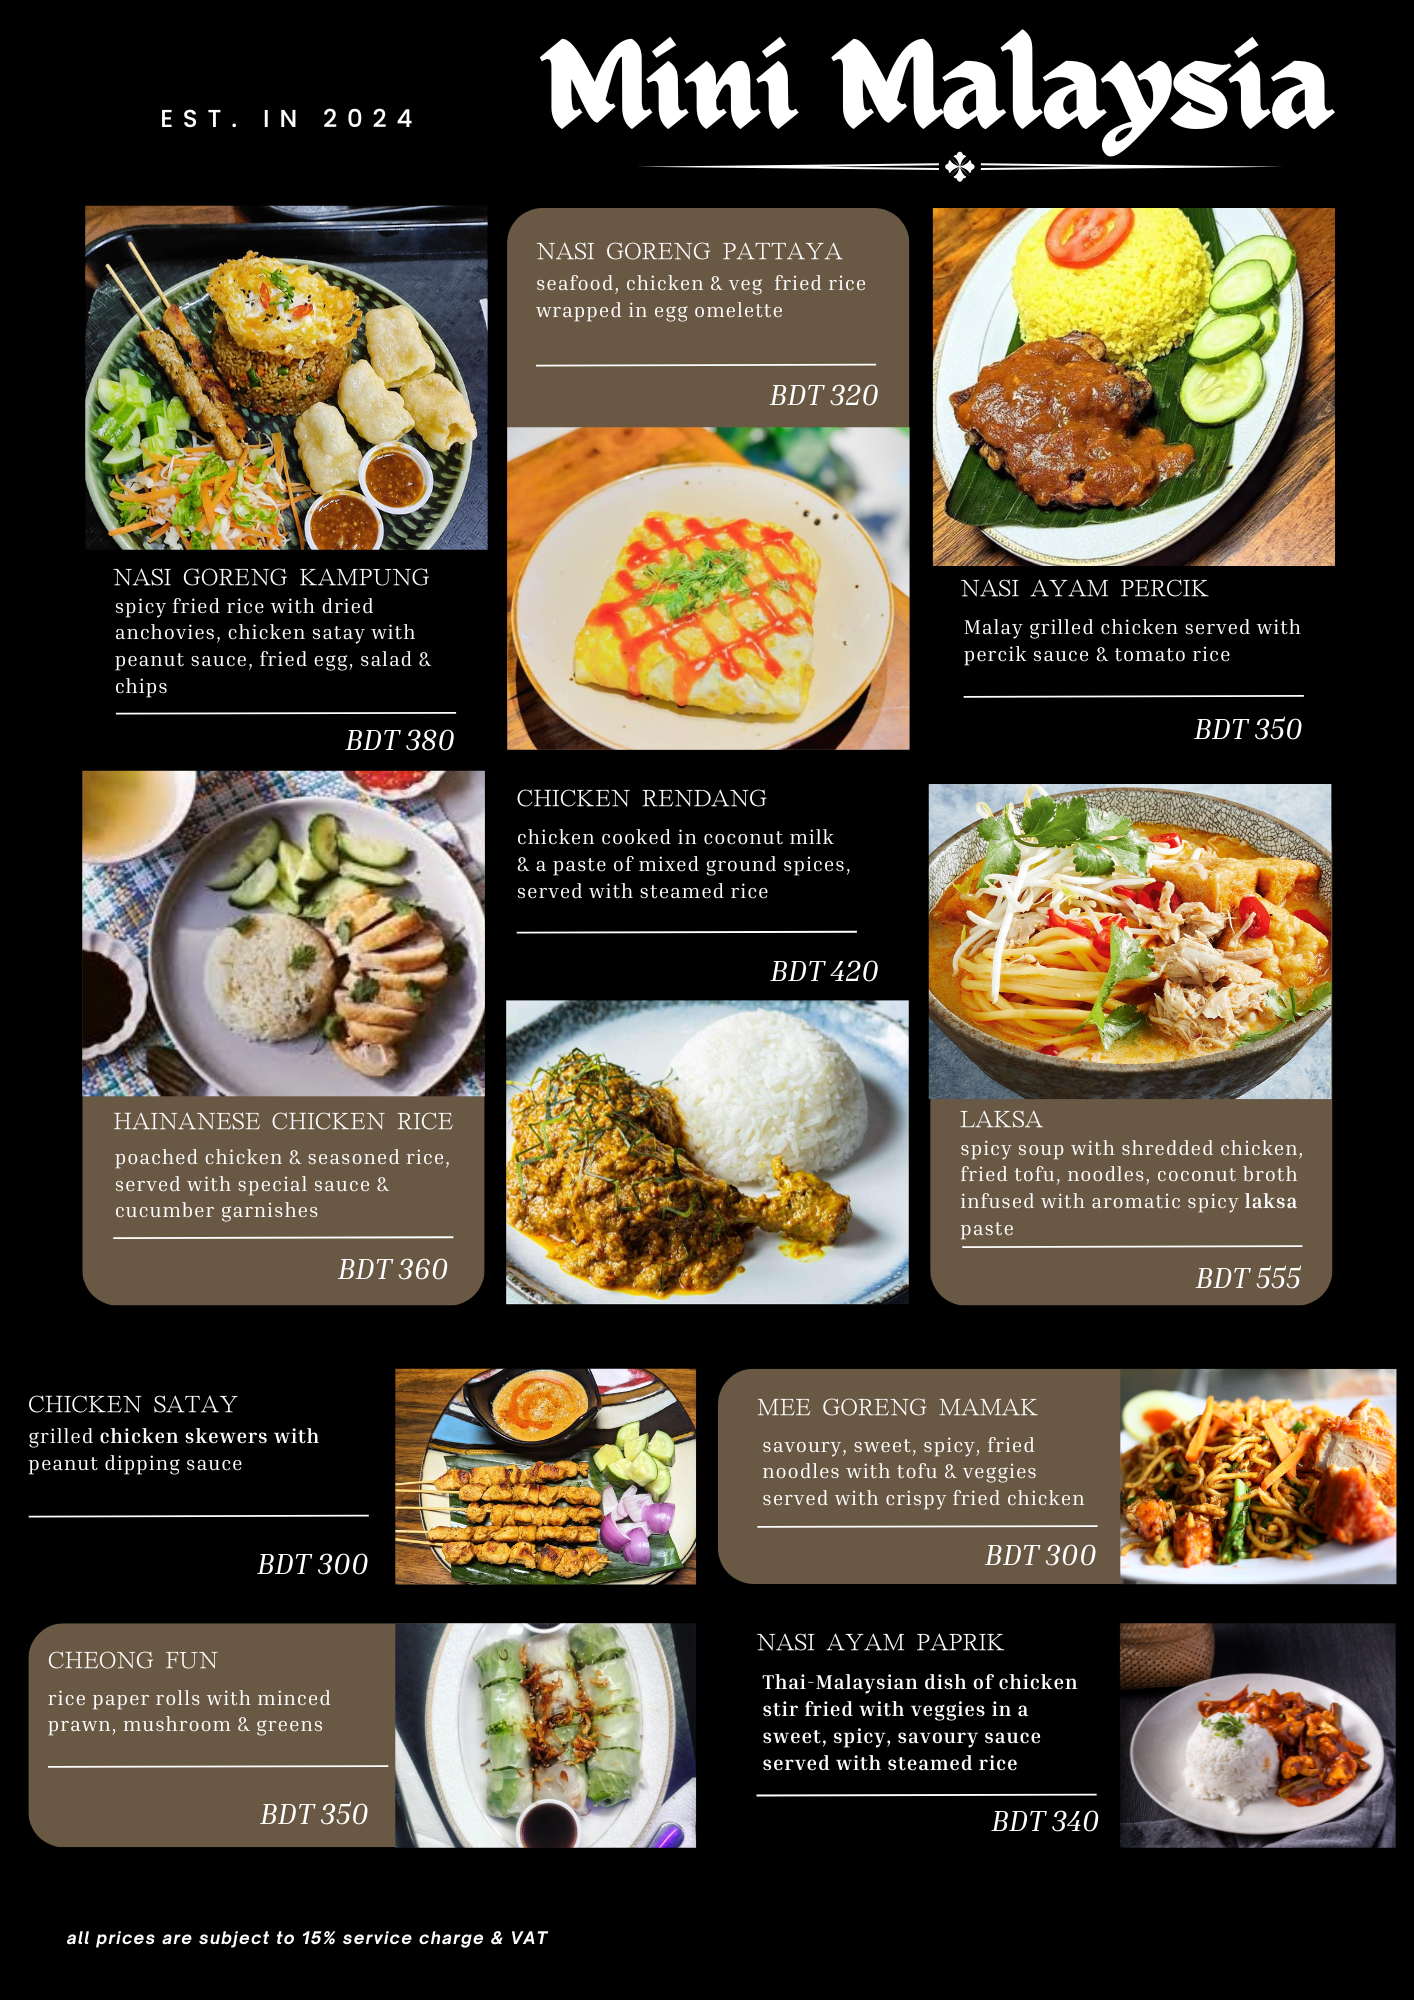 EST. IN 2024
Mini Malaysia
NASI GORENG KAMPUNG
spicy fried rice with dried
anchovies, chicken satay with
peanut sauce, fried egg, salad &
chips
BDT 380
NASI GORENG PATTAYA
seafood, chicken & veg fried rice
wrapped in egg omelette
BDT 320
NASI AYAM PERCIK
Malay grilled chicken served with
percik sauce & tomato rice
BDT 350
HAINANESE CHICKEN RICE
poached chicken & seasoned rice,
served with special sauce &
cucumber garnishes
BDT 360
CHICKEN RENDANG
chicken cooked in coconut milk
& a paste of mixed ground spices,
served with steamed rice
BDT 420
LAKSA
spicy soup with shredded chicken,
fried tofu, noodles, coconut broth
infused with aromatic spicy laksa
paste
BDT 555
CHICKEN SATAY
grilled chicken skewers with
peanut dipping sauce
BDT 300
MEE GORENG MAMAK
savoury, sweet, spicy, fried
noodles with tofu & veggies
served with crispy fried chicken
BDT 300
CHEONG FUN
rice paper rolls with minced
prawn, mushroom & greens
BDT 350
NASI AYAM PAPRIK
Thai-Malaysian dish of chicken
stir fried with veggies in a
sweet, spicy, savoury sauce
served with steamed rice
BDT 340
all prices are subject to 15% service charge & VAT